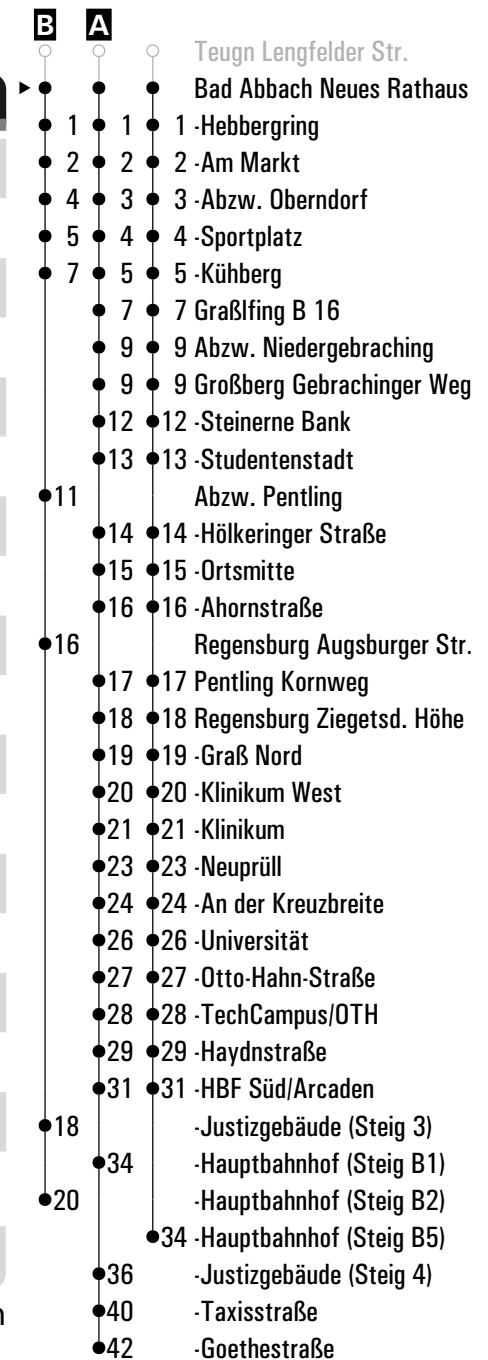 B A
Teugn Lengfelder Str.
Bad Abbach Neues Rathaus
1 1 1 -Hebbergring
2 2 2 -Am Markt
4 3 3 -Abzw. Oberndorf
5 4 4 -Sportplatz
7 5 5 -Kühberg
7 7 Graßlfing B 16
9 9 Abzw. Niedergebraching
9 9 Großberg Gebrachinger Weg
12 12 -Steinerne Bank
13 13 -Studentenstadt
11 Abzw. Pentling
14 14 -Hölkeringer Straße
15 15 -Ortsmitte
16 16 -Ahornstraße
16 Regensburg Augsburger Str.
17 17 Pentling Kornweg
18 18 Regensburg Ziegetsd. Höhe
19 19 -Graß Nord
20 20 -Klinikum West
21 21 -Klinikum
23 23 -Neuprüll
24 24 -An der Kreuzbreite
26 26 -Universität
27 27 -Otto-Hahn-Straße
28 28 -TechCampus/OTH
29 29 -Haydnstraße
31 31 -HBF Süd/Arcaden
18 -Justizgebäude (Steig 3)
34 -Hauptbahnhof (Steig B1)
20 -Hauptbahnhof (Steig B2)
34 -Hauptbahnhof (Steig B5)
36 -Justizgebäude (Steig 4)
40 -Taxisstraße
42 -Goethestraße